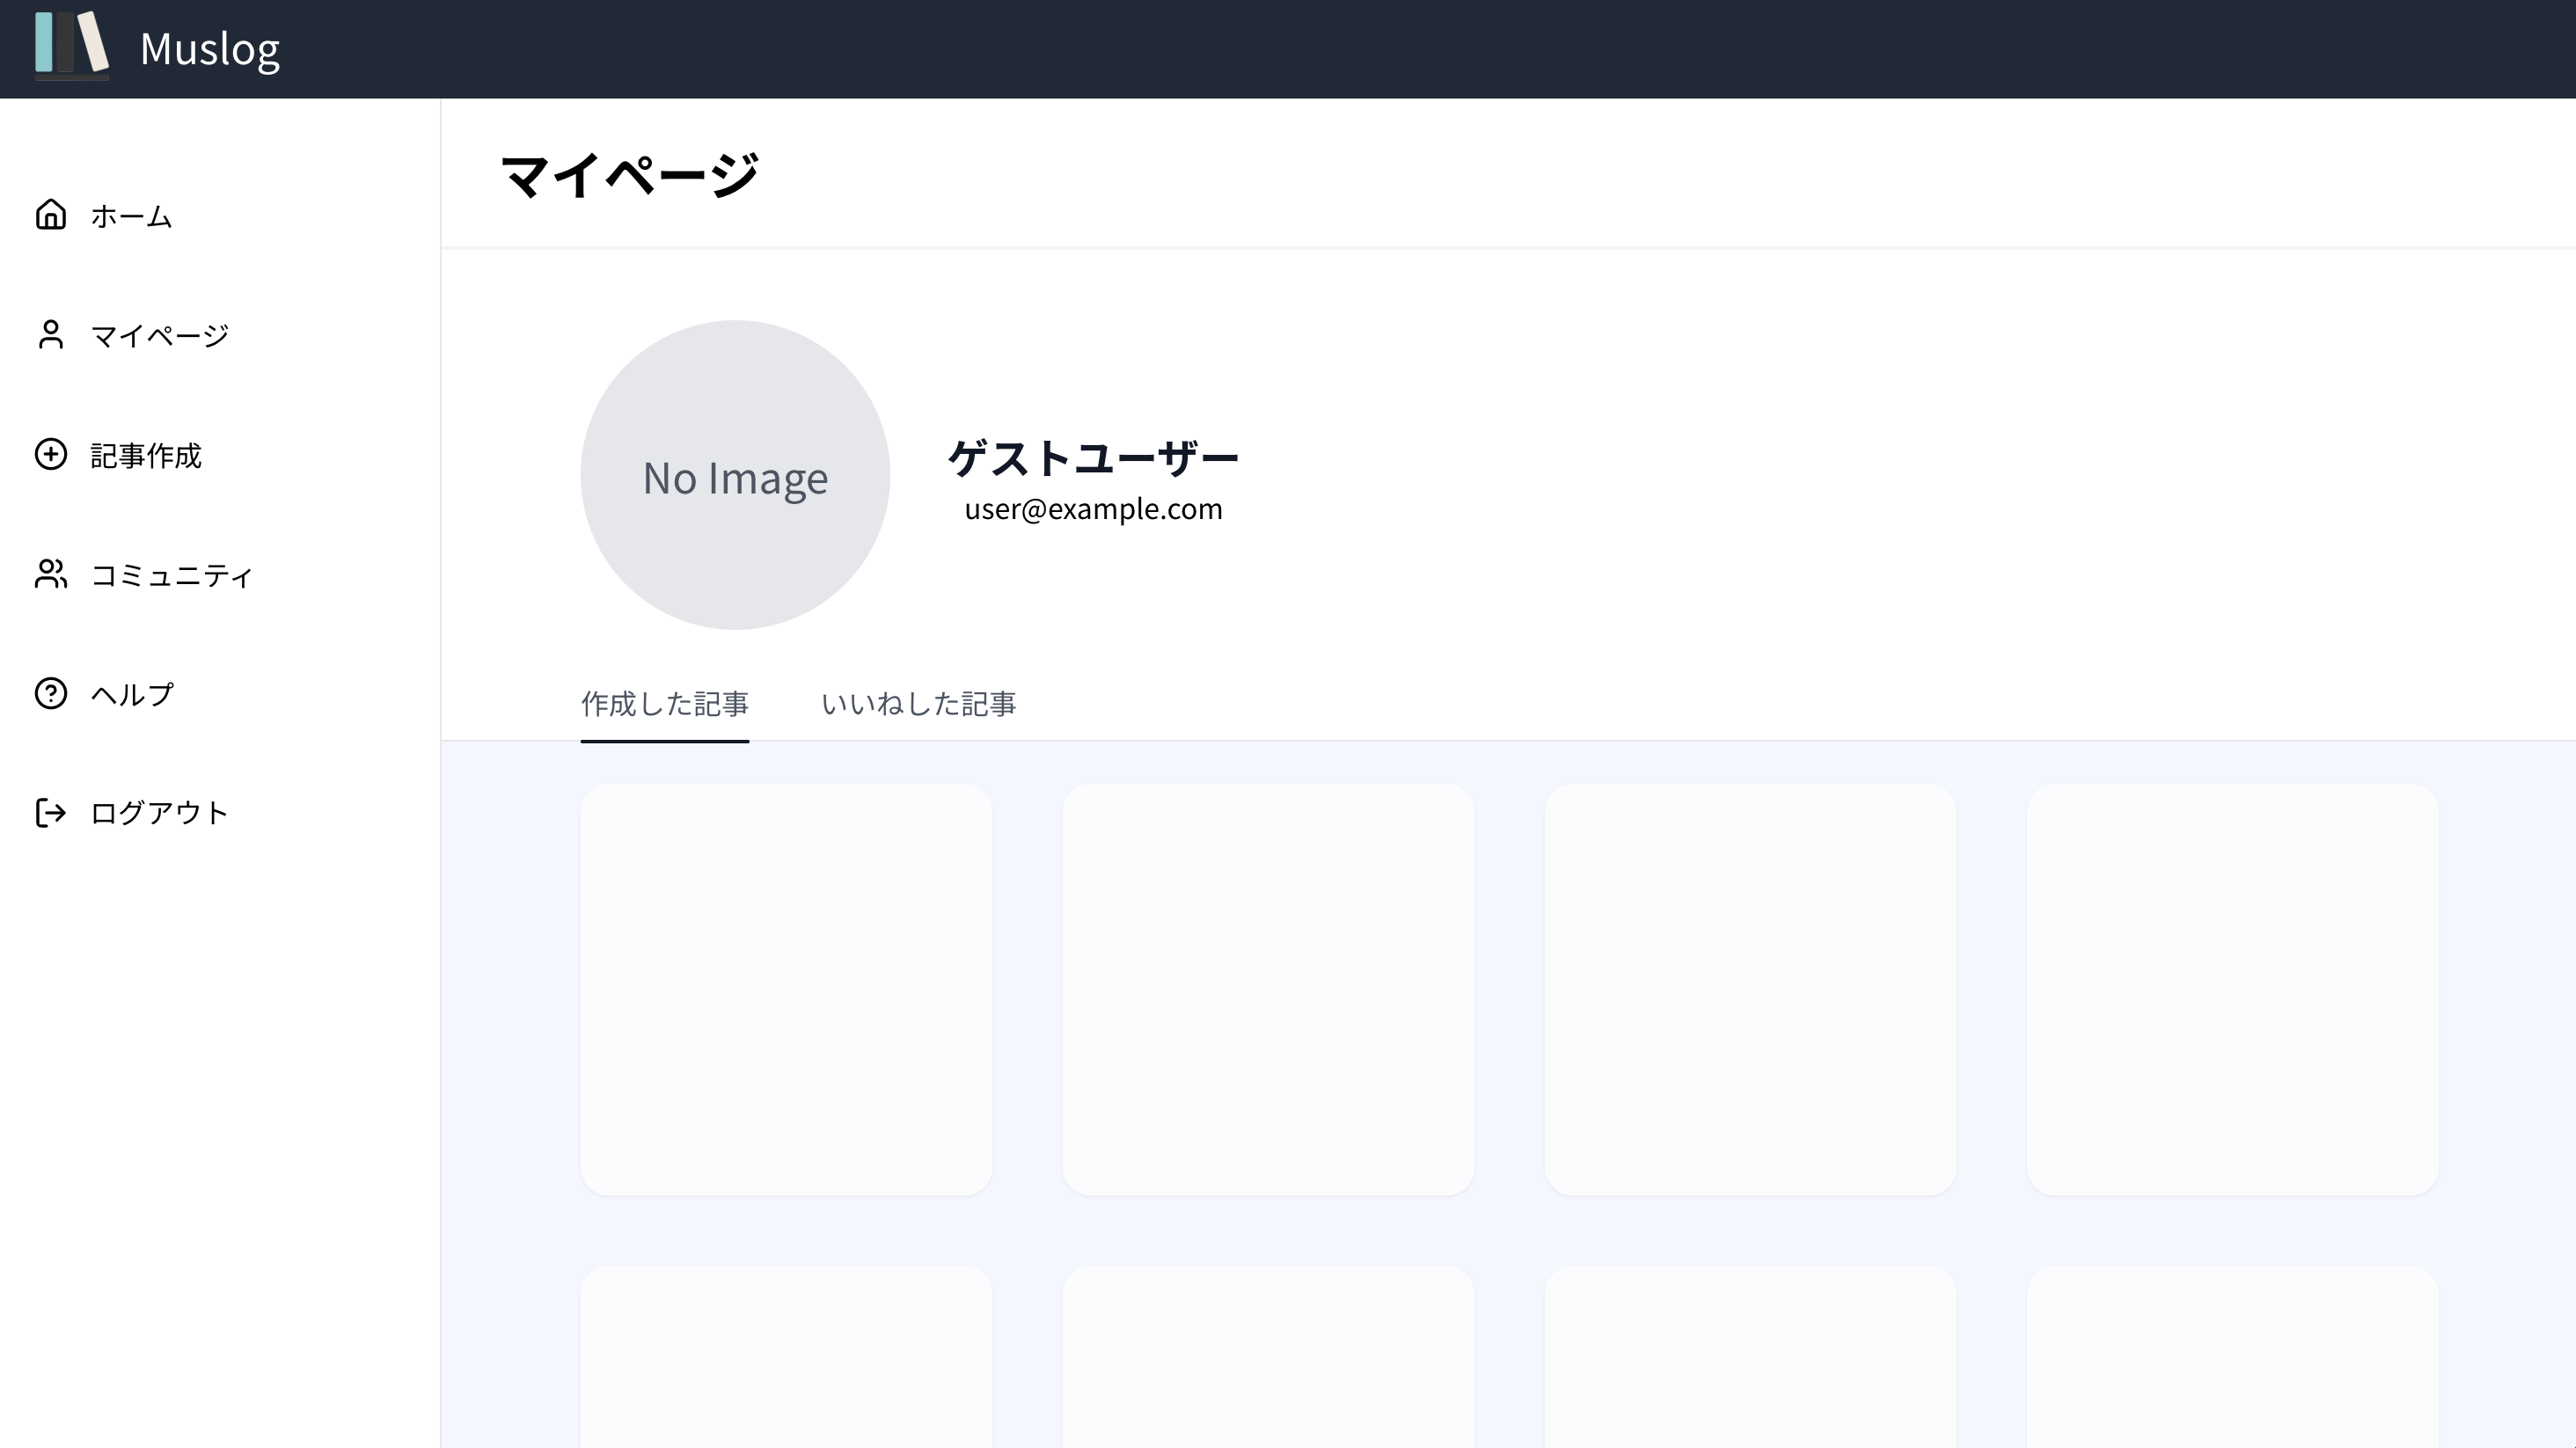 Muslog
ホーム
マイページ
記事作成
コミュニティ
ヘルプ
ログアウト
マイページ
No Image
ゲストユーザー
user@example.com
作成した記事
いいねした記事